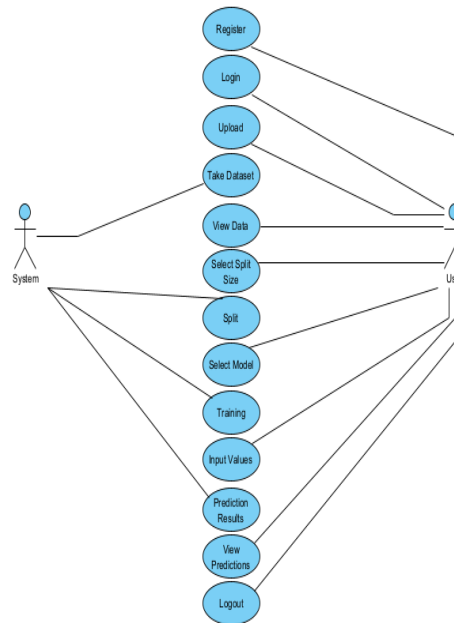 Register
Login
Upload
Take Dataset
View Data
Select Split
Size
Split
Select Model
Training
Input Values
Prediction
Results
View
Predictions
Logout
System